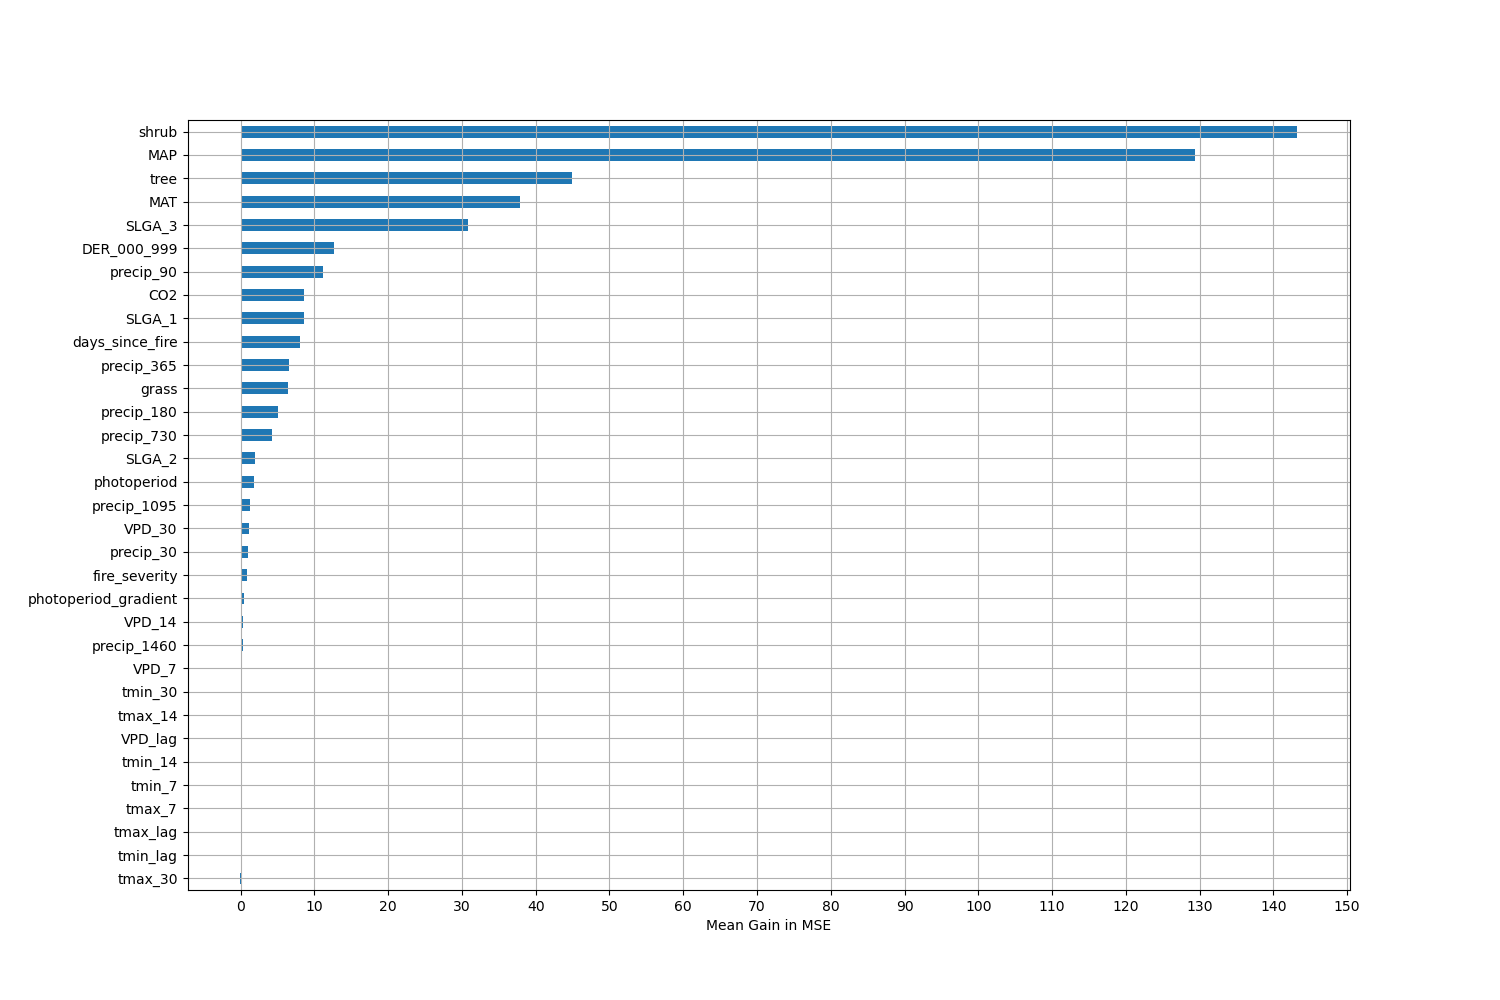 shrub
MAP
tree
MAT
SLGA_3
DER_000_999
precip_90
CO2
SLGA_1
days_since_fire
precip_365
grass
precip_180
precip_730
SLGA_2
photoperiod
precip_1095
VPD_30
precip_30
fire_severity
photoperiod_gradient
VPD_14
precip_1460
VPD_7
tmin_30
tmax_14
VPD_lag
tmin_14
tmin_7
tmax_7
tmax_lag
tmin_lag
tmax_30
0 10 20 30 40 50 60 70 80 90 100 110 120 130 140 150
Mean Gain in MSE